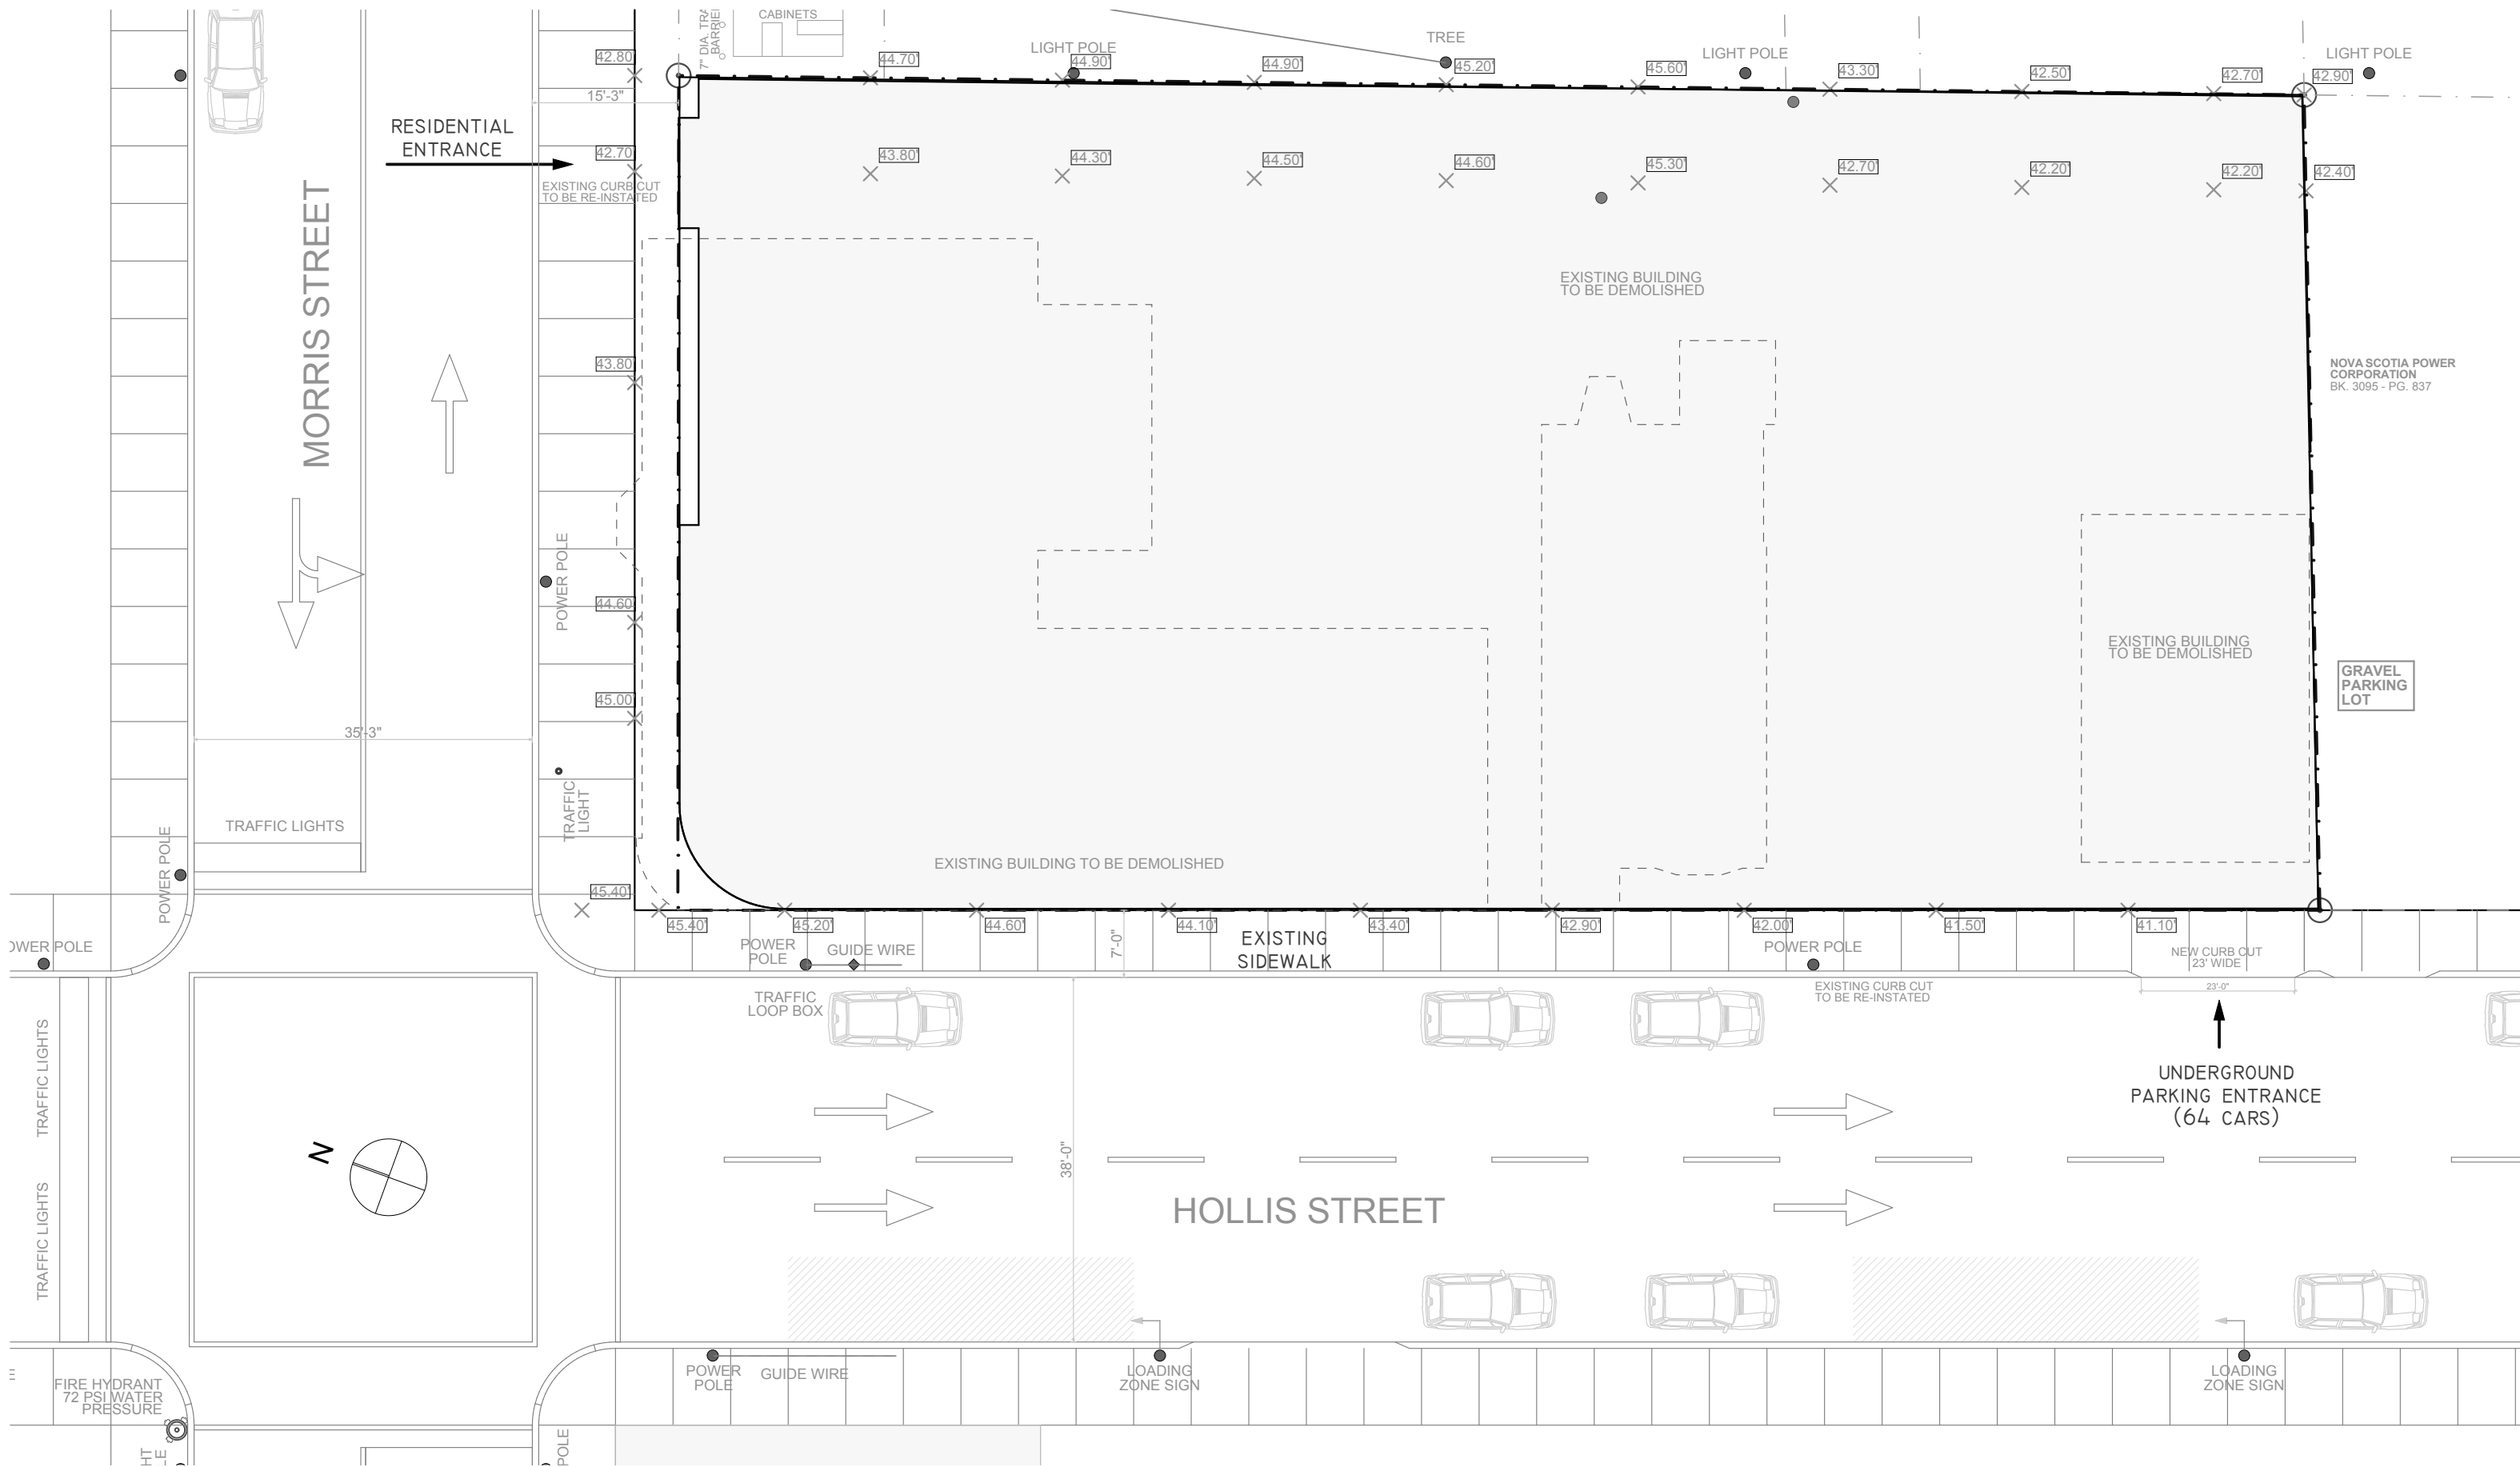 CABINETS
7" DIA. TRA
BARRIE
LIGHT POLE
TREE
LIGHT POLE
LIGHT POLE
42.80'
44.70'
44.90'
44.90'
45.20'
45.60'
43.30'
42.50'
42.70'
42.90'
15'-3"
RESIDENTIAL
ENTRANCE
42.70'
43.80'
44.30'
44.50'
44.60'
45.30'
42.70'
42.20'
42.20'
42.40'
EXISTING CURB CUT
TO BE RE-INSTATED
MORRIS STREET
EXISTING BUILDING
TO BE DEMOLISHED
43.80'
NOVA SCOTIA POWER
CORPORATION
BK. 3095 - PG. 837
POWER POLE
44.60'
EXISTING BUILDING
TO BE DEMOLISHED
GRAVEL
PARKING
LOT
45.00'
35'-3"
TRAFFIC
LIGHT
TRAFFIC LIGHTS
POWER POLE
EXISTING BUILDING TO BE DEMOLISHED
45.40'
45.40'
45.20'
44.60'
44.10'
43.40'
42.90'
42.00'
41.50'
41.10'
OWER POLE
POWER
POLE
GUIDE WIRE
7'-0"
EXISTING
SIDEWALK
POWER POLE
NEW CURB CUT
23' WIDE
TRAFFIC
LOOP BOX
EXISTING CURB CUT
TO BE RE-INSTATED
23'-0"
TRAFFIC LIGHTS
UNDERGROUND
PARKING ENTRANCE
(64 CARS)
N
38'-0"
TRAFFIC LIGHTS
HOLLIS STREET
E
FIRE HYDRANT
72 PSI WATER
PRESSURE
POWER
POLE
GUIDE WIRE
LOADING
ZONE SIGN
LOADING
ZONE SIGN
HT
LE
POLE